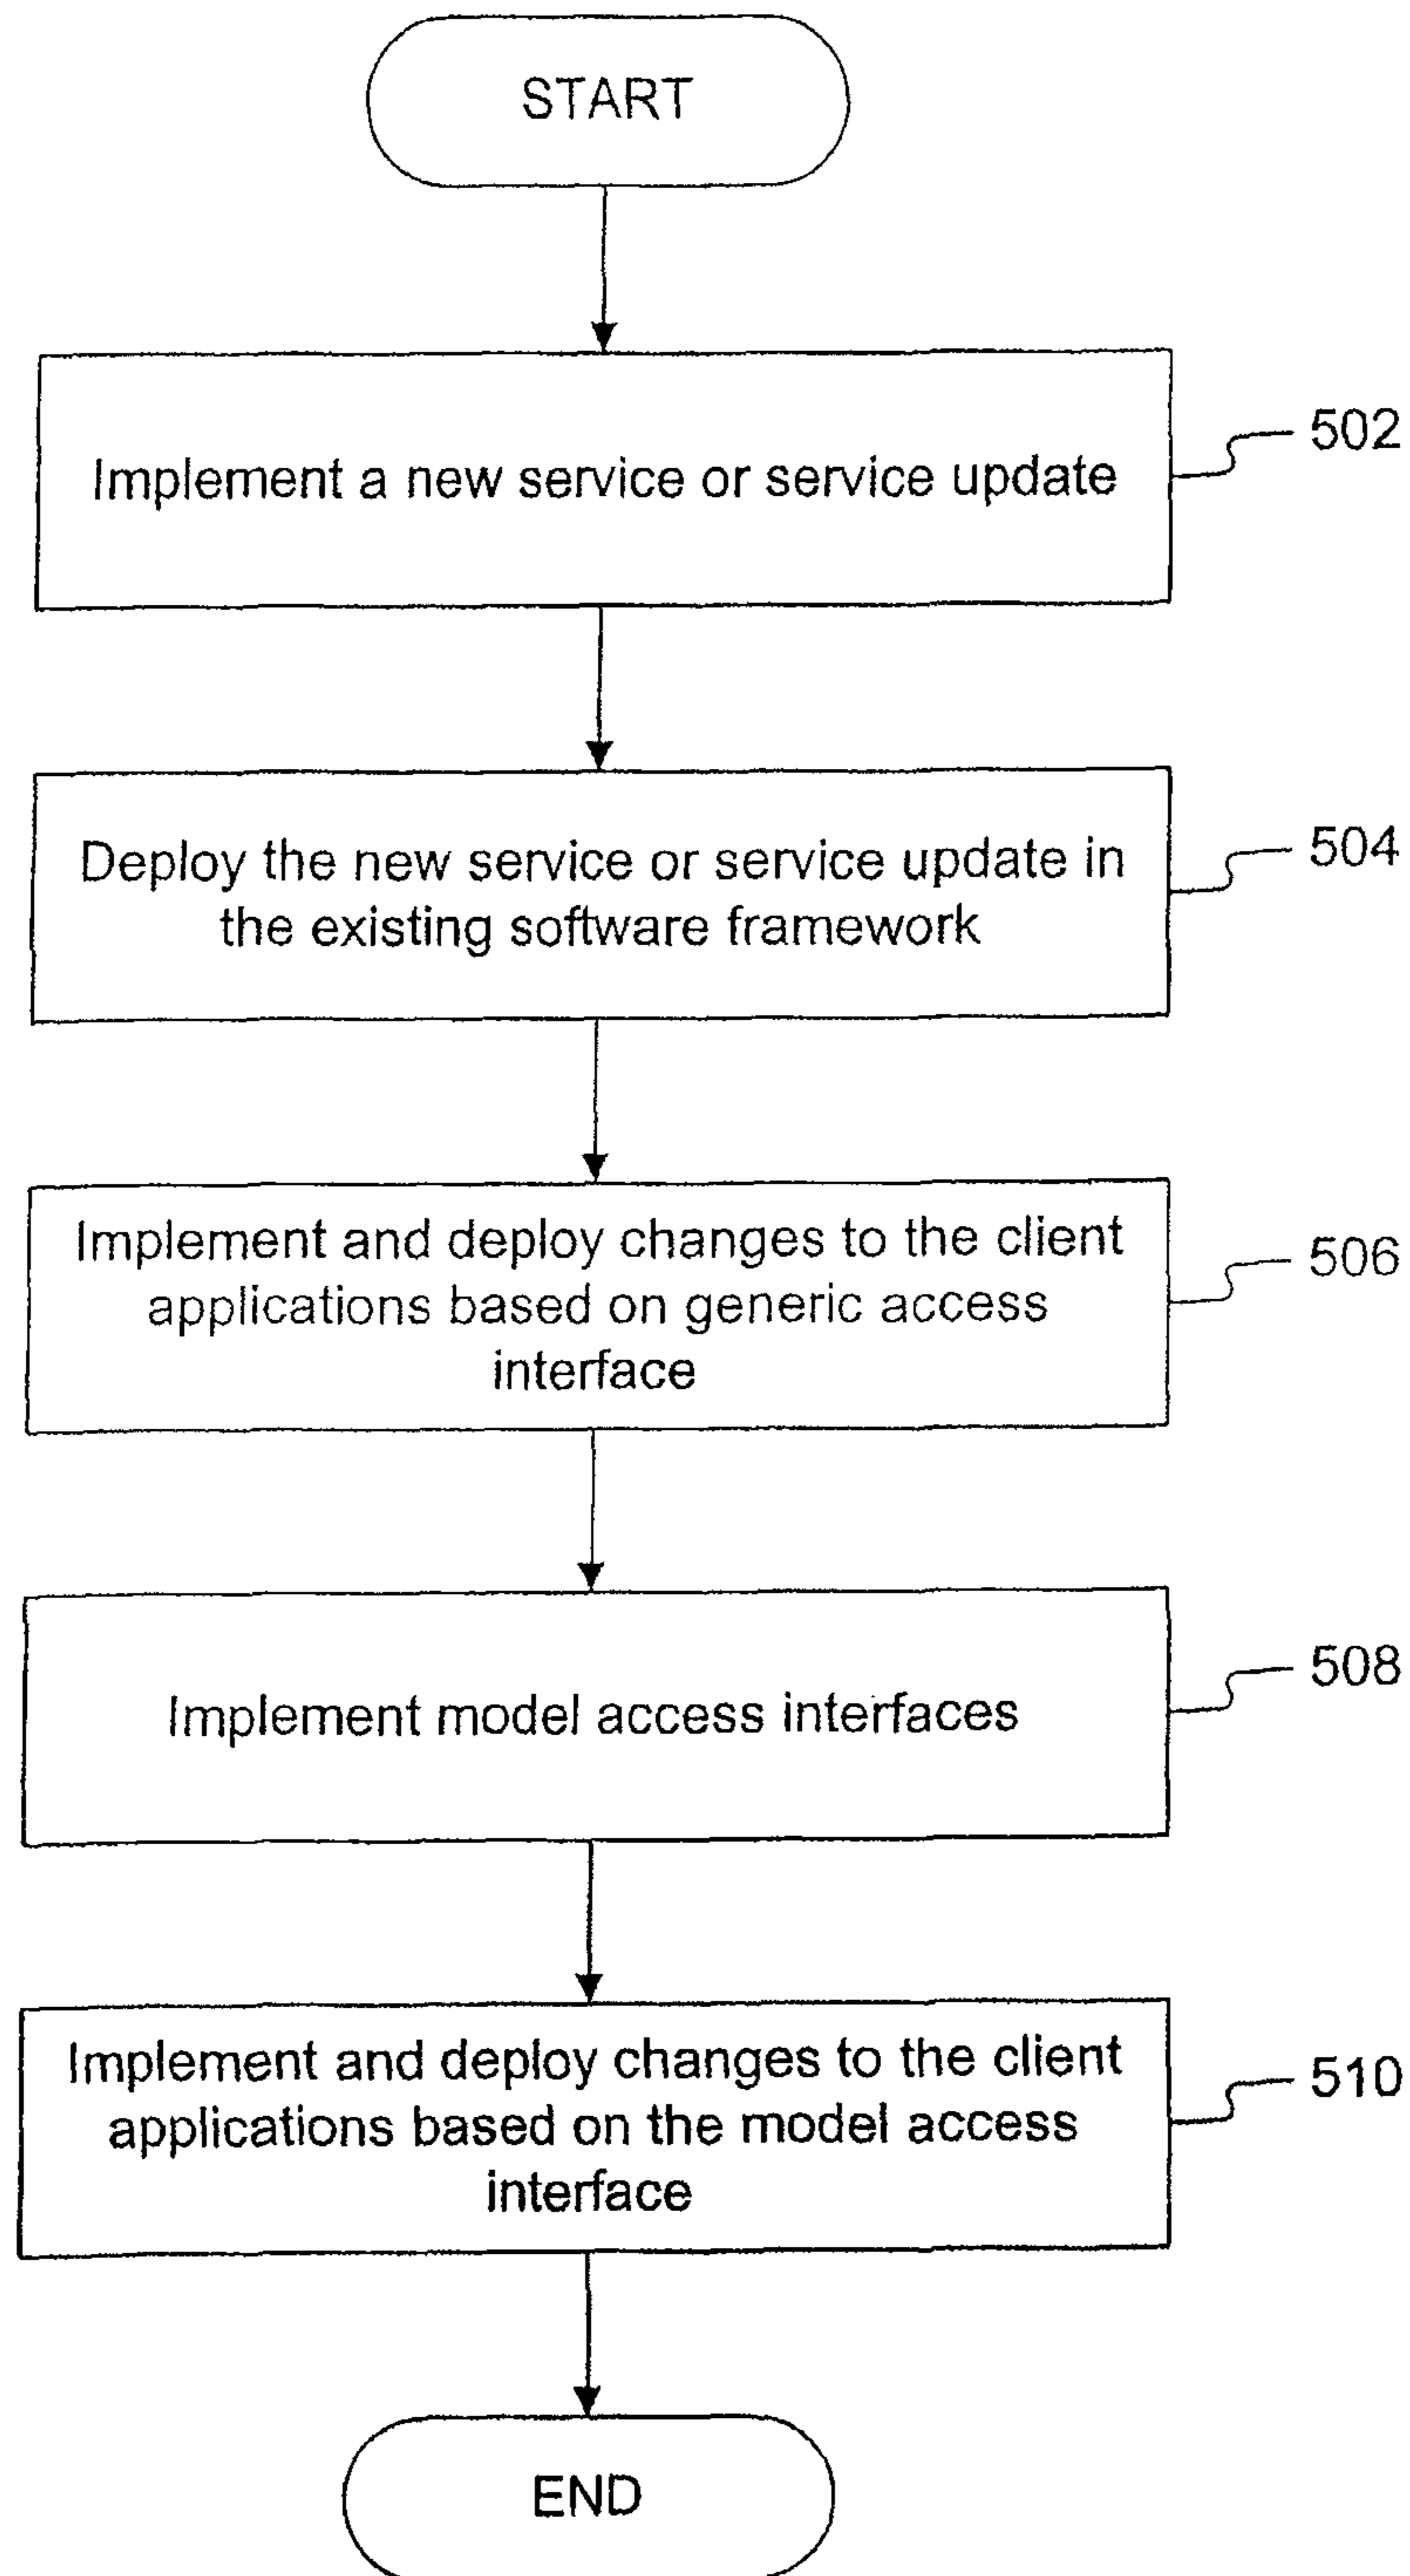 START
Implement a new service or service update
502
Deploy the new service or service update in
the existing software framework
504
Implement and deploy changes to the client
applications based on generic access
interface
506
Implement model access interfaces
508
Implement and deploy changes to the client
applications based on the model access
interface
510
END